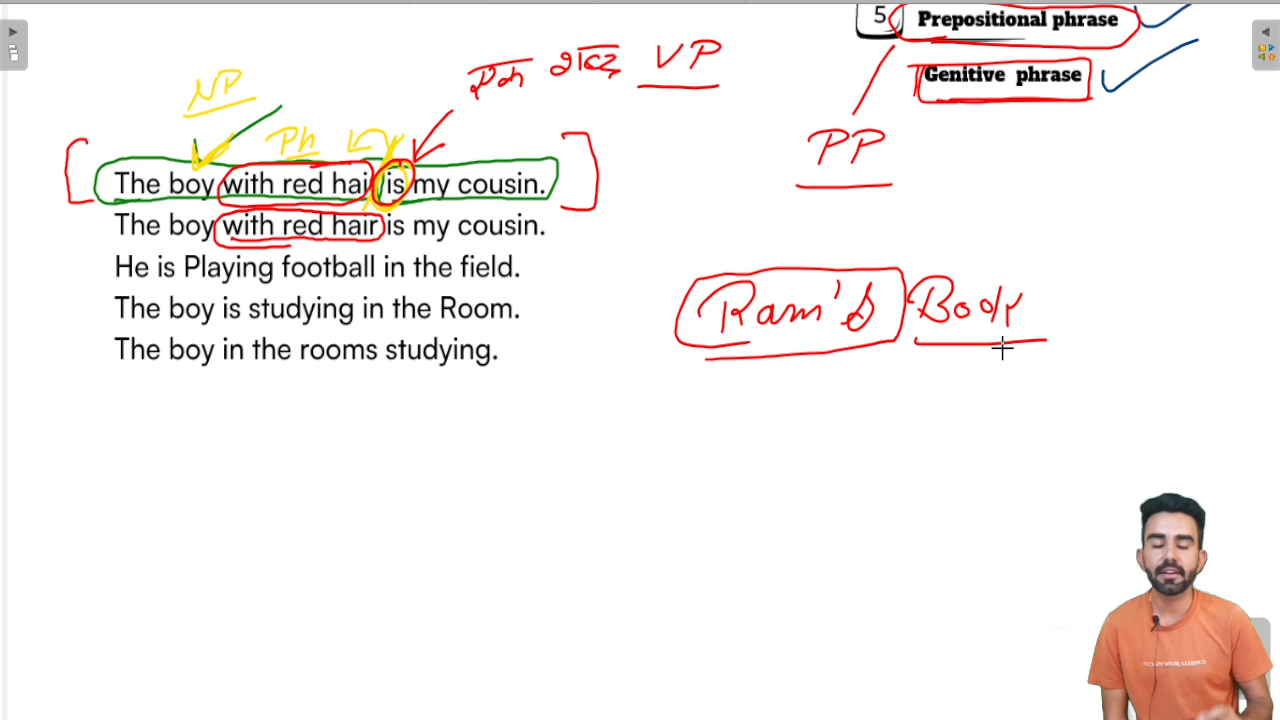 5 Prepositional phrase
Genitive phrase
NP
एक शब्द VP
Ph
PP
The boy with red hai is my cousin.
The boy with red hair is my cousin.
He is Playing football in the field.
The boy is studying in the Room.
The boy in the rooms studying.
Ram's Body